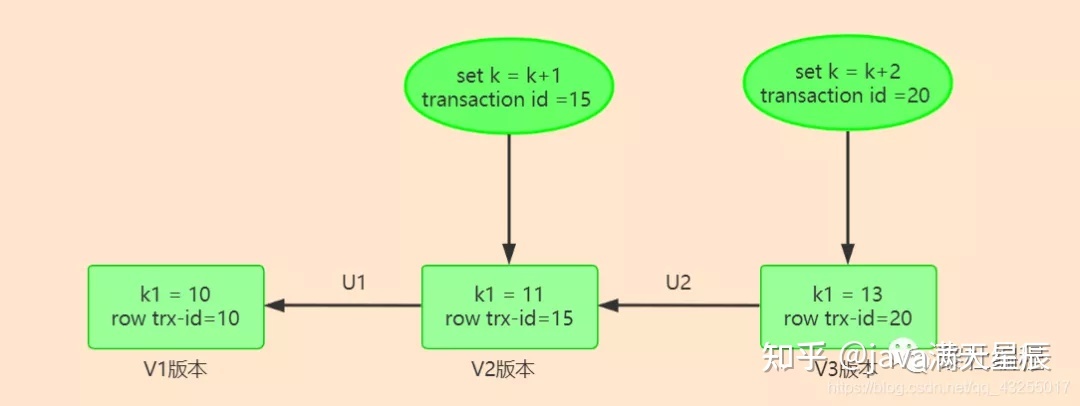 set k = k+1
transaction id =15
set k = k+2
transaction id =20
U1
U2
k1 = 10
row trx-id=10
k1 = 11
row trx-id=15
k1 = 13
row trx-id=20
V1版本
V2版本
V3版本
知乎 @java满天星辰
https://blog.csdn.net/qq_43255017